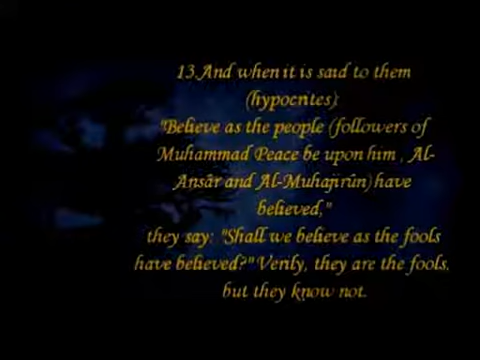 13.And when it is said to them
(hypocrites):
"Believe as the people (followers of
Muhammad Peace be upon him , Al-
Ansâr and Al-Muhajirûn) have
believed,"
they say: "Shall we believe as the fools
have believed?" Verily, they are the fools,
but they know not.